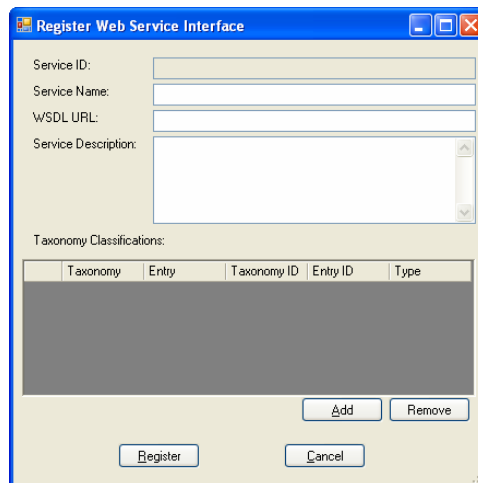 Register Web Service Interface
Service ID:
Service Name:
WSDL URL:
Service Description:
Taxonomy Classifications:
Taxonomy Entry Taxonomy ID Entry ID Type
Add Remove
Register Cancel